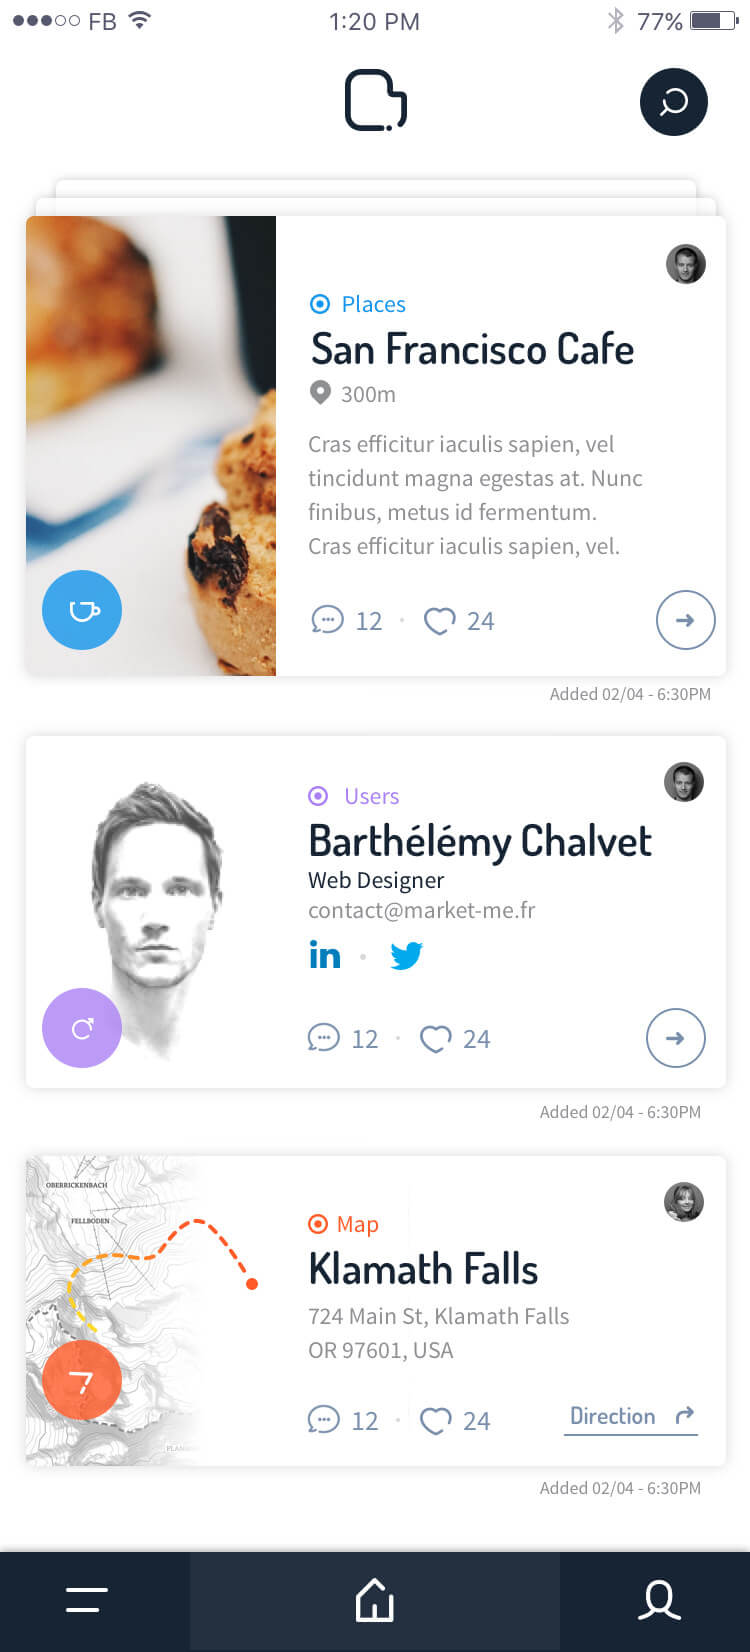 FB 1:20 PM 77%
Places
San Francisco Cafe
300m
Cras efficitur iaculis sapien, vel
tincidunt magna egestas at. Nunc
finibus, metus id fermentum.
Cras efficitur iaculis sapien, vel.
12 · 24
Added 02/04 - 6:30PM
Users
Barthélémy Chalvet
Web Designer
contact@market-me.fr
in
12 · 24
Added 02/04 - 6:30PM
OBERRICKENBACH
FELLBODEN
Map
Klamath Falls
724 Main St, Klamath Falls
OR 97601, USA
12 · 24
Direction
Added 02/04 - 6:30PM